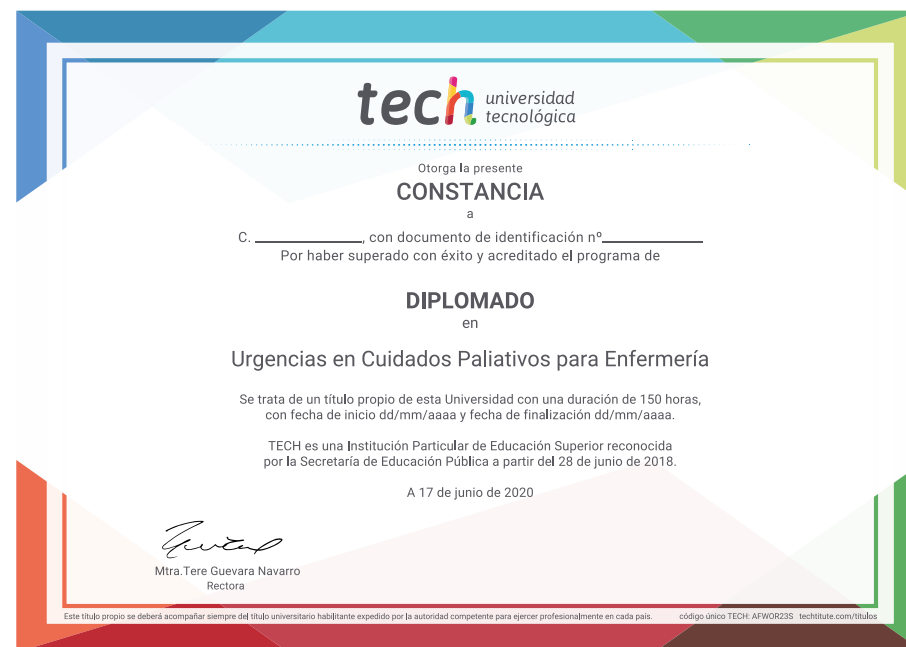 tech universidad
tecnológica
Otorga la presente
CONSTANCIA
a
C. ____________, con documento de identificación nº____________
Por haber superado con éxito y acreditado el programa de
DIPLOMADO
en
Urgencias en Cuidados Paliativos para Enfermería
Se trata de un título propio de esta Universidad con una duración de 150 horas,
con fecha de inicio dd/mm/aaaa y fecha de finalización dd/mm/aaaa.
TECH es una Institución Particular de Educación Superior reconocida
por la Secretaría de Educación Pública a partir del 28 de junio de 2018.
A 17 de junio de 2020
Mtra.Tere Guevara Navarro
Rectora
Este título propio se deberá acompañar siempre del título universitario habilitante expedido por la autoridad competente para ejercer profesionalmente en cada país. código único TECH: AFWOR23S techtitute.com/titulos